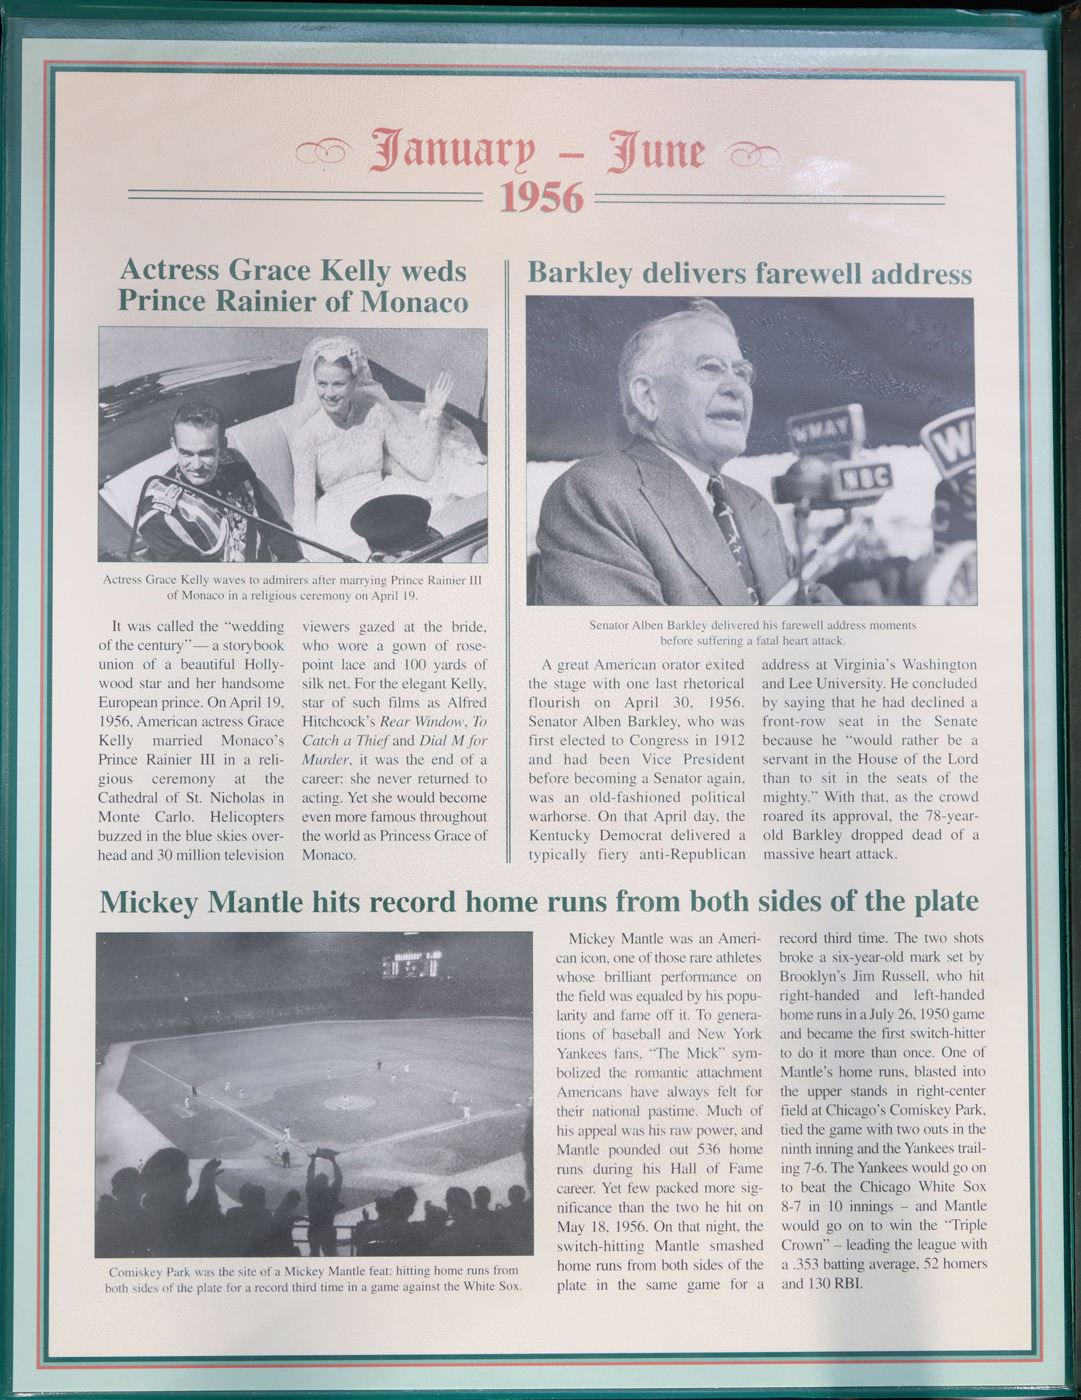 January – June
1956
Actress Grace Kelly weds
Prince Rainier of Monaco
Actress Grace Kelly waves to admirers after marrying Prince Rainier III
of Monaco in a religious ceremony on April 19.
It was called the “wedding
of the century” — a storybook
union of a beautiful Holly-
wood star and her handsome
European prince. On April 19,
1956, American actress Grace
Kelly married Monaco’s
Prince Rainier III in a reli-
gious ceremony at the
Cathedral of St. Nicholas in
Monte Carlo. Helicopters
buzzed in the blue skies over-
head and 30 million television
viewers gazed at the bride,
who wore a gown of rose-
point lace and 100 yards of
silk net. For the elegant Kelly,
star of such films as Alfred
Hitchcock’s Rear Window, To
Catch a Thief and Dial M for
Murder, it was the end of a
career: she never returned to
acting. Yet she would become
even more famous throughout
the world as Princess Grace of
Monaco.
Barkley delivers farewell address
WMAY
NBC
W
Senator Alben Barkley delivered his farewell address moments
before suffering a fatal heart attack.
A great American orator exited
the stage with one last rhetorical
flourish on April 30, 1956.
Senator Alben Barkley, who was
first elected to Congress in 1912
and had been Vice President
before becoming a Senator again,
was an old-fashioned political
warhorse. On that April day, the
Kentucky Democrat delivered a
typically fiery anti-Republican
address at Virginia’s Washington
and Lee University. He concluded
by saying that he had declined a
front-row seat in the Senate
because he “would rather be a
servant in the House of the Lord
than to sit in the seats of the
mighty.” With that, as the crowd
roared its approval, the 78-year-
old Barkley dropped dead of a
massive heart attack.
Mickey Mantle hits record home runs from both sides of the plate
Comiskey Park was the site of a Mickey Mantle feat: hitting home runs from
both sides of the plate for a record third time in a game against the White Sox.
Mickey Mantle was an Ameri-
can icon, one of those rare athletes
whose brilliant performance on
the field was equaled by his popu-
larity and fame off it. To genera-
tions of baseball and New York
Yankees fans, “The Mick” sym-
bolized the romantic attachment
Americans have always felt for
their national pastime. Much of
his appeal was his raw power, and
Mantle pounded out 536 home
runs during his Hall of Fame
career. Yet few packed more sig-
nificance than the two he hit on
May 18, 1956. On that night, the
switch-hitting Mantle smashed
home runs from both sides of the
plate in the same game for a
record third time. The two shots
broke a six-year-old mark set by
Brooklyn’s Jim Russell, who hit
right-handed and left-handed
home runs in a July 26, 1950 game
and became the first switch-hitter
to do it more than once. One of
Mantle’s home runs, blasted into
the upper stands in right-center
field at Chicago’s Comiskey Park,
tied the game with two outs in the
ninth inning and the Yankees trail-
ing 7-6. The Yankees would go on
to beat the Chicago White Sox
8-7 in 10 innings – and Mantle
would go on to win the “Triple
Crown” – leading the league with
a .353 batting average, 52 homers
and 130 RBI.